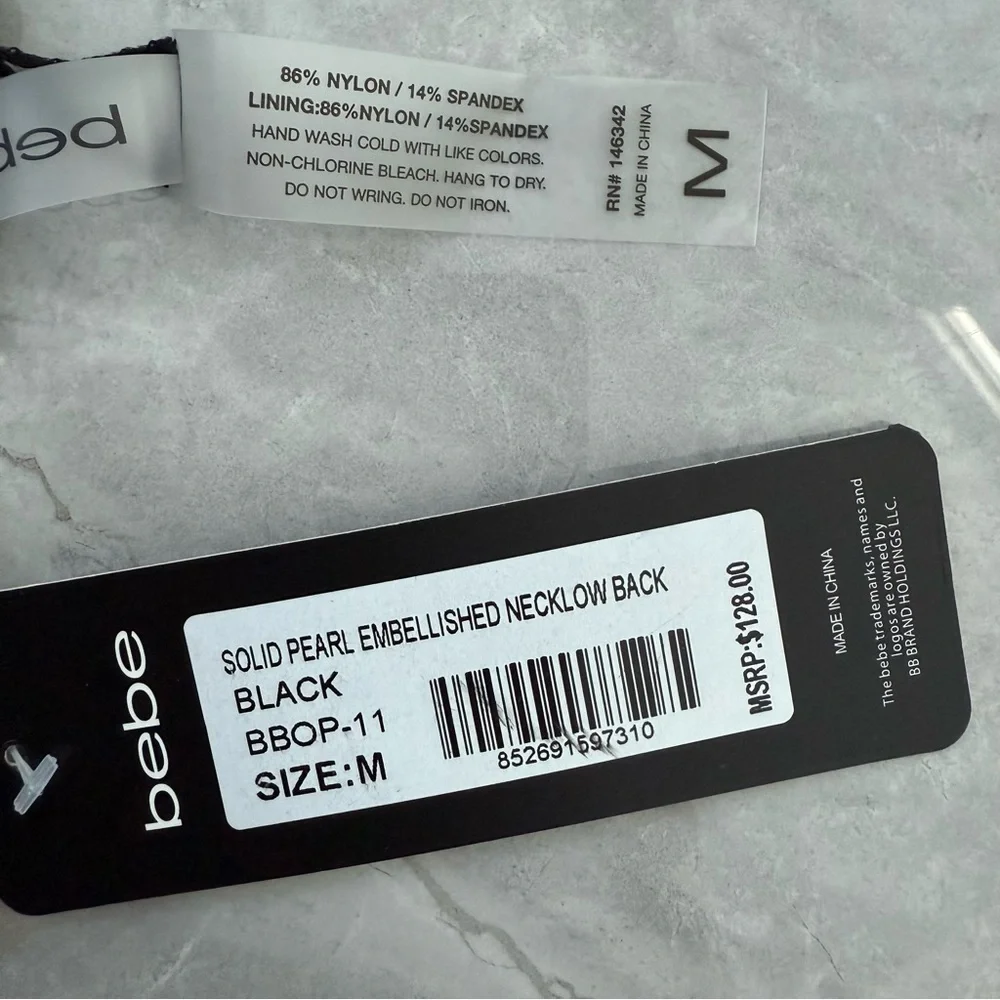 bebe
86% NYLON / 14% SPANDEX
LINING:86%NYLON / 14%SPANDEX
HAND WASH COLD WITH LIKE COLORS.
NON-CHLORINE BLEACH. HANG TO DRY.
DO NOT WRING. DO NOT IRON.
RN# 146342
MADE IN CHINA
M
bebe
SOLID PEARL EMBELLISHED NECKLOW BACK
BLACK
BBOP-11
SIZE:M
852691597310
MSRP:$128.00
MADE IN CHINA
The bebe trademarks, names and
logos are owned by
BB BRAND HOLDINGS LLC.